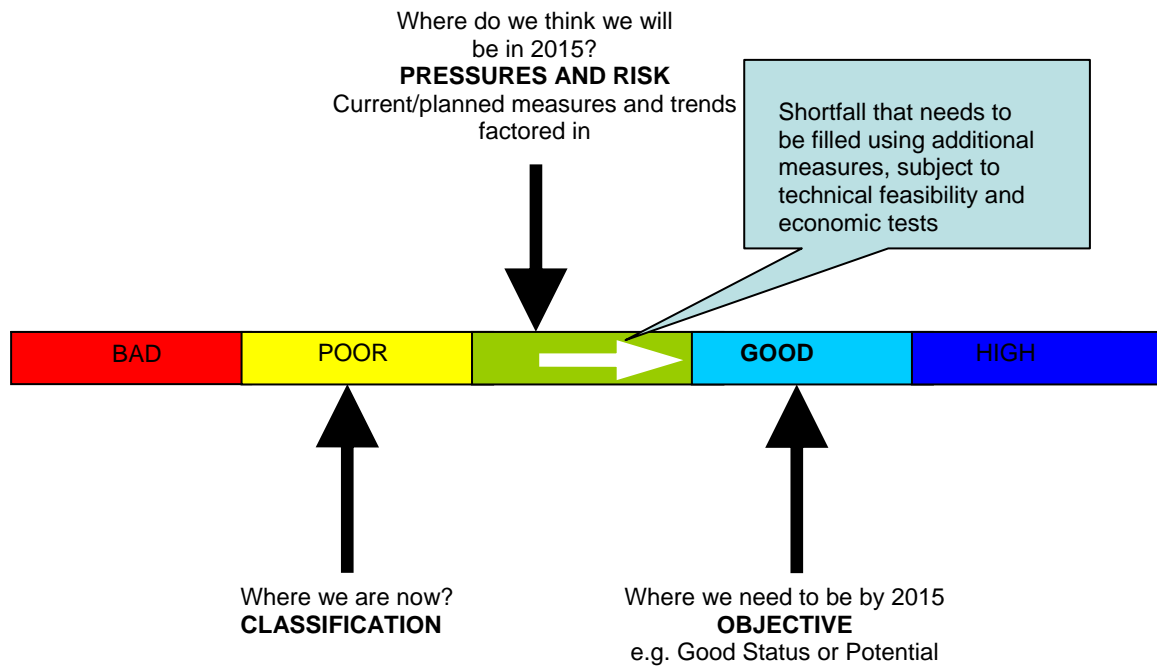 Where do we think we will
be in 2015?
PRESSURES AND RISK
Current/planned measures and trends
factored in
Shortfall that needs to
be filled using additional
measures, subject to
technical feasibility and
economic tests
BAD
POOR
GOOD
HIGH
Where we are now?
CLASSIFICATION
Where we need to be by 2015
OBJECTIVE
e.g. Good Status or Potential